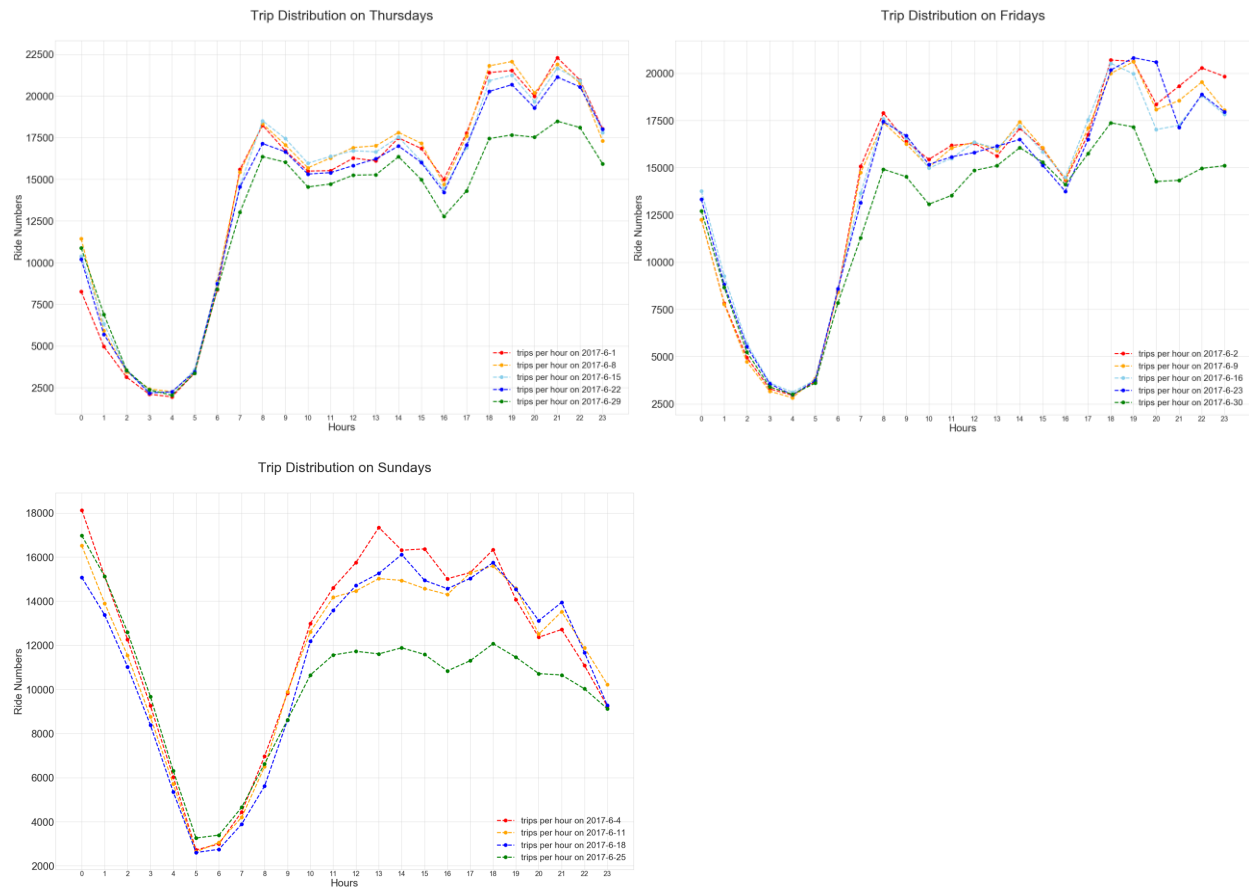 Trip Distribution on Thursdays
22500
20000
17500
15000
12500
10000
7500
5000
2500
Ride Numbers
trips per hour on 2017-6-1
trips per hour on 2017-6-8
trips per hour on 2017-6-15
trips per hour on 2017-6-22
trips per hour on 2017-6-29
0 1 2 3 4 5 6 7 8 9 10 11 12 13 14 15 16 17 18 19 20 21 22 23
Hours
Trip Distribution on Fridays
20000
17500
15000
12500
10000
7500
5000
2500
Ride Numbers
trips per hour on 2017-6-2
trips per hour on 2017-6-9
trips per hour on 2017-6-16
trips per hour on 2017-6-23
trips per hour on 2017-6-30
0 1 2 3 4 5 6 7 8 9 10 11 12 13 14 15 16 17 18 19 20 21 22 23
Hours
Trip Distribution on Sundays
18000
16000
14000
12000
10000
8000
6000
4000
2000
Ride Numbers
trips per hour on 2017-6-4
trips per hour on 2017-6-11
trips per hour on 2017-6-18
trips per hour on 2017-6-25
0 1 2 3 4 5 6 7 8 9 10 11 12 13 14 15 16 17 18 19 20 21 22 23
Hours